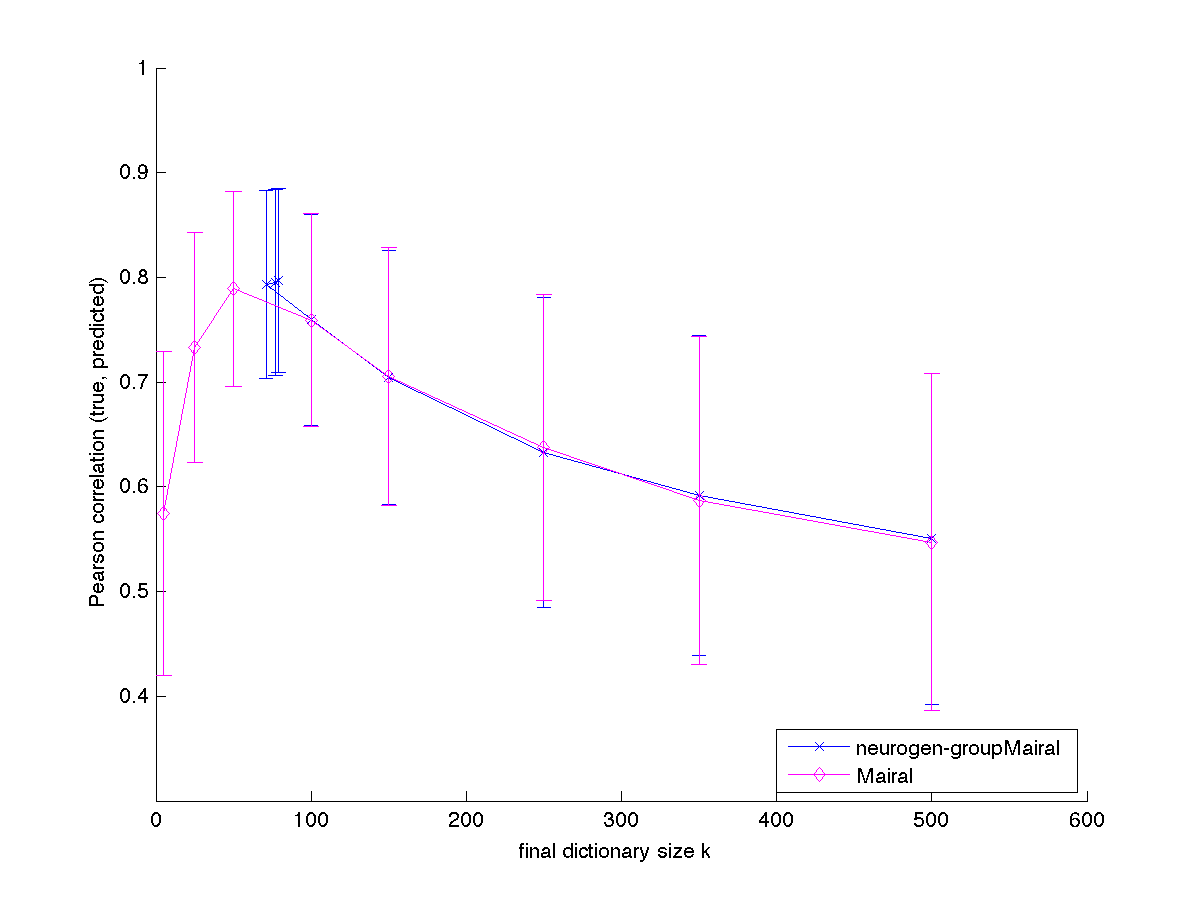 1
0.9
0.8
0.7
0.6
0.5
0.4
Pearson correlation (true, predicted)
0 100 200 300 400 500 600
final dictionary size k
neurogen-groupMairal
Mairal